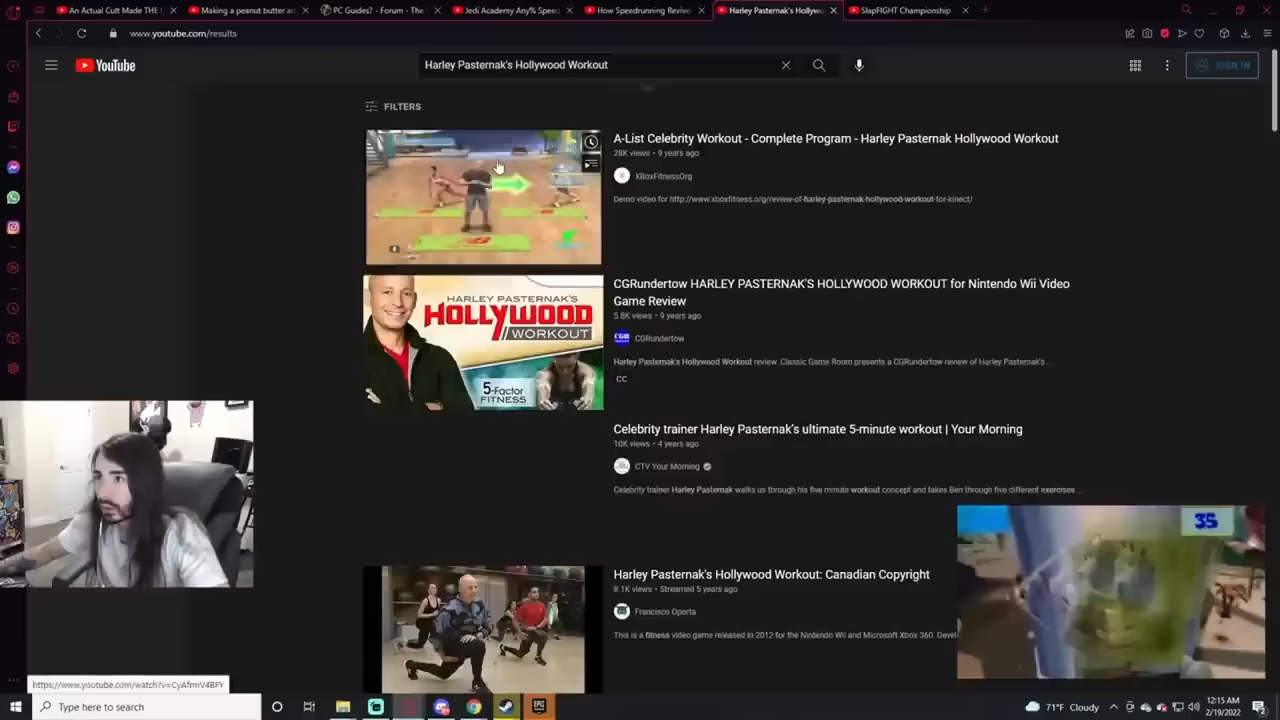 An Actual Cult Made THE
Making a peanut butter ac
PC Guides? - Forum - The
Jedi Academy Any% Speed
How Speedrunning Revive
Harley Pasternak's Hollywo
SlapFIGHT Championship
www.youtube.com/results
YouTube
Harley Pasternak's Hollywood Workout
SIGN IN
FILTERS
A-List Celebrity Workout - Complete Program - Harley Pasternak Hollywood Workout
28K views • 9 years ago
XBoxFitnessOrg
Demo video for http://www.xboxfitness.org/review-of-harley-pasternak-hollywood-workout-for-kinect/
HARLEY PASTERNAK'S
HOLLYWOOD
WORKOUT
5-Factor
FITNESS
CGRundertow HARLEY PASTERNAK'S HOLLYWOOD WORKOUT for Nintendo Wii Video
Game Review
5.8K views • 9 years ago
CGR
CGRundertow
Harley Pasternak's Hollywood Workout review. Classic Game Room presents a CGRundertow review of Harley Pasternak's ...
CC
Celebrity trainer Harley Pasternak's ultimate 5-minute workout | Your Morning
10K views • 4 years ago
CTV Your Morning
Celebrity trainer Harley Pasternak walks us through his five minute workout concept and takes Ben through five different exercises ...
35
Harley Pasternak's Hollywood Workout: Canadian Copyright
8.1K views • Streamed 5 years ago
Francisco Oporta
This is a fitness video game released in 2012 for the Nintendo Wii and Microsoft Xbox 360. Devel
Type here to search
EPIC
71°F Cloudy
12:15 AM
2/19/2022
2